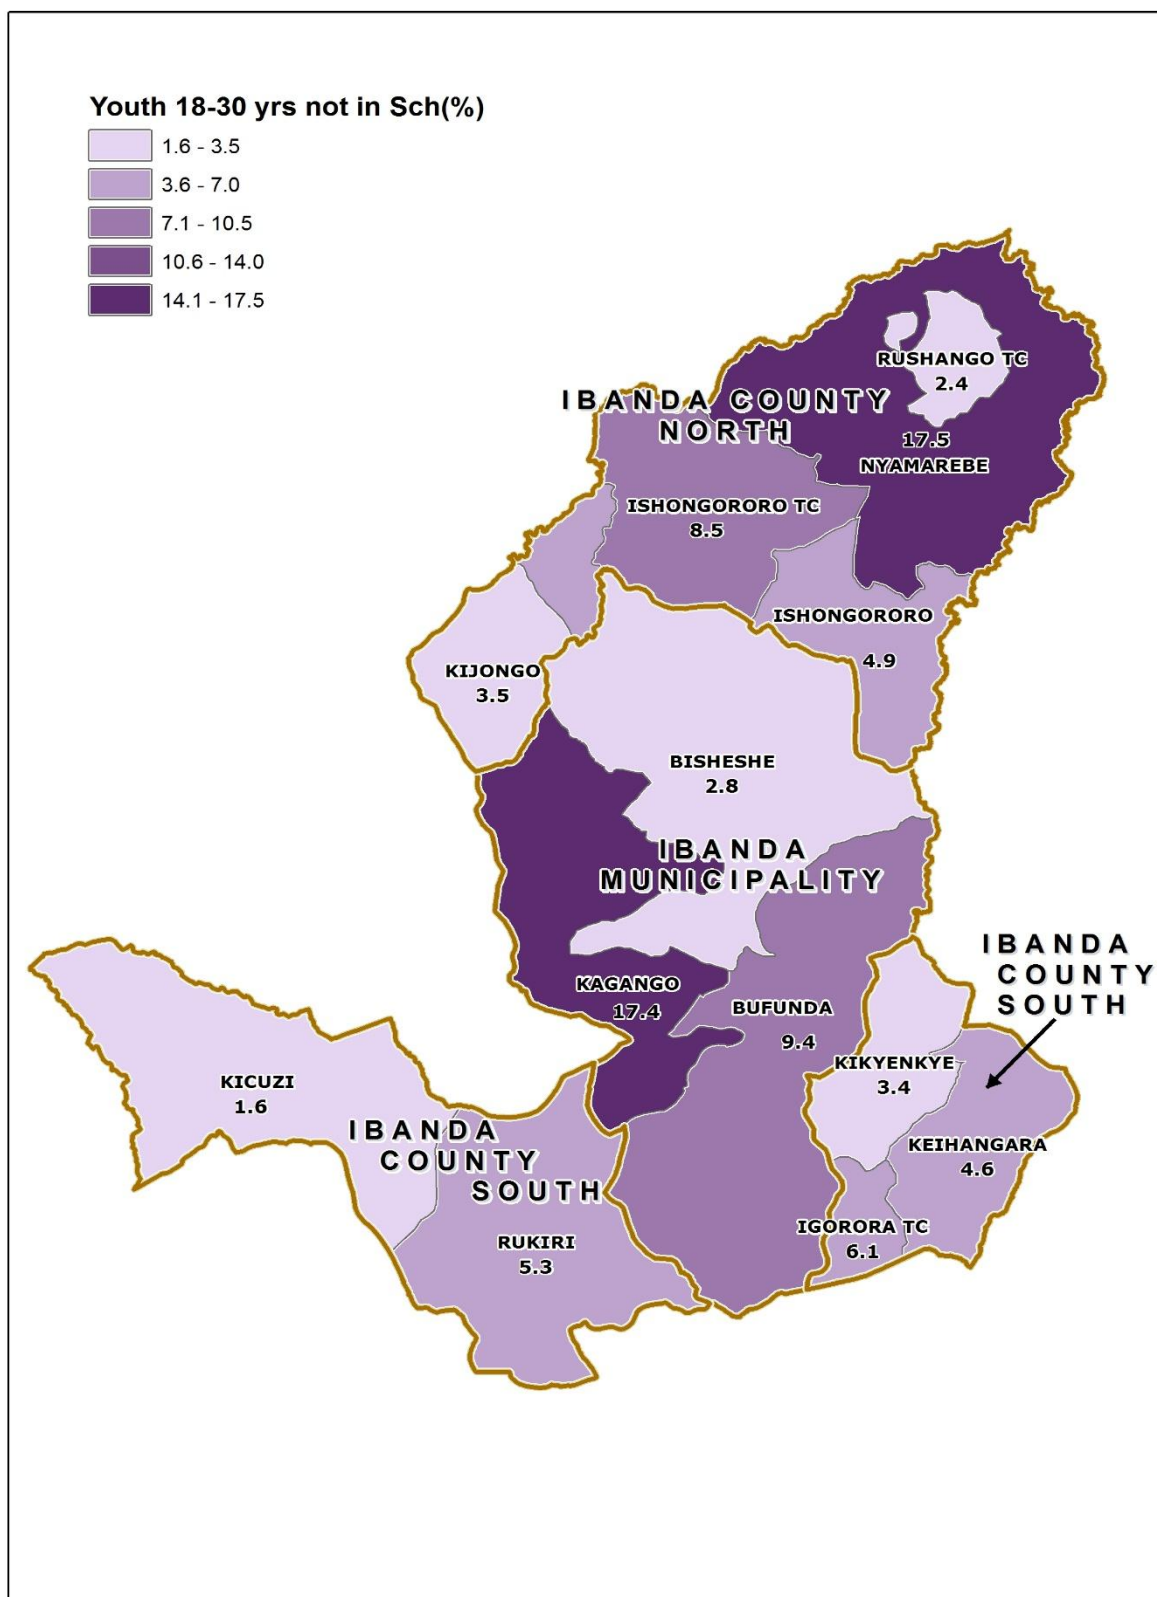 Youth 18-30 yrs not in Sch(%)
1.6 - 3.5
3.6 - 7.0
7.1 - 10.5
10.6 - 14.0
14.1 - 17.5
RUSHANGO TC
2.4
IBANDA COUNTY
NORTH
17.5
NYAMAREBE
ISHONGORORO TC
8.5
ISHONGORORO
4.9
KIJONGO
3.5
BISHESHE
2.8
IBANDA
MUNICIPALITY
IBANDA
COUNTY
SOUTH
KAGANGO
17.4
BUFUNDA
9.4
KIKYENKYE
3.4
KICUZI
1.6
IBANDA
COUNTY
SOUTH
KEIHANGARA
4.6
IGORORA TC
6.1
RUKIRI
5.3